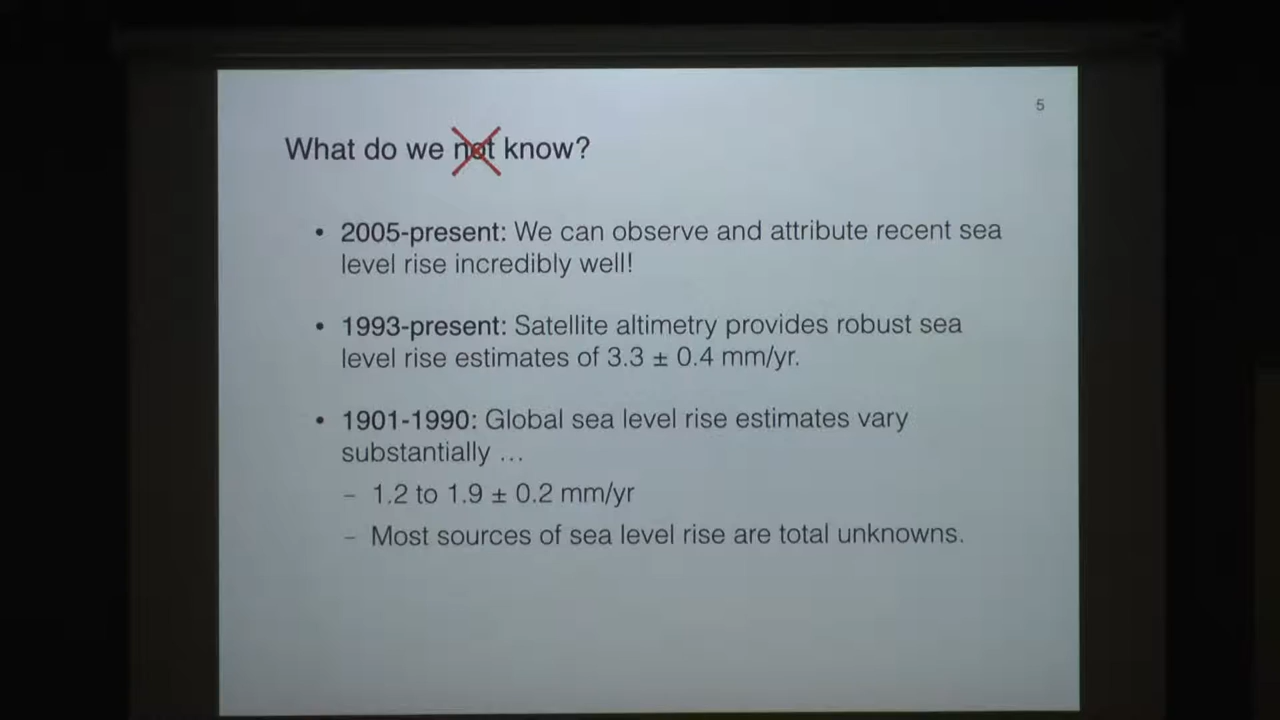 5
What do we not know?
• 2005-present: We can observe and attribute recent sea
level rise incredibly well!
• 1993-present: Satellite altimetry provides robust sea
level rise estimates of 3.3 ± 0.4 mm/yr.
• 1901-1990: Global sea level rise estimates vary
substantially …
– 1.2 to 1.9 ± 0.2 mm/yr
– Most sources of sea level rise are total unknowns.